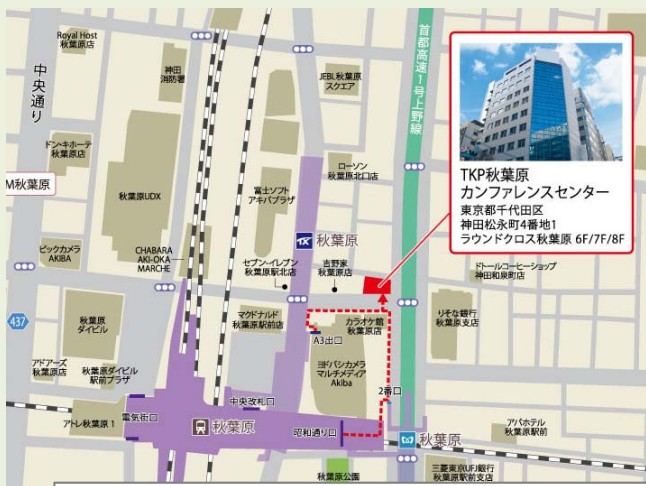 Royal Host
秋葉原店
中央通り
神田
消防署
JEBL秋葉原
スクエア
首都高速1号上野線
ドン・キホーテ
秋葉原店
M秋葉原
秋葉原UDX
富士ソフト
アキバプラザ
ローソン
秋葉原北口店
TKP秋葉原
カンファレンスセンター
東京都千代田区
神田松永町4番地1
ラウンドクロス秋葉原 6F/7F/8F
ビックカメラ
AKIBA
CHABARA
AKI-OKA
MARCHE
TX
秋葉原
セブン-イレブン
秋葉原駅北店
吉野家
秋葉原店
ドトールコーヒーショップ
神田和泉町店
437
秋葉原
ダイビル
マクドナルド
秋葉原駅前店
カラオケ館
秋葉原店
りそな銀行
秋葉原支店
A3出口
アドアーズ
秋葉原店
秋葉原ダイビル
駅前プラザ
ヨドバシカメラ
マルチメディア
Akiba
2番口
アトレ秋葉原 1
電気街口
中央改札口
秋葉原
昭和通り口
秋葉原
アパホテル
秋葉原駅前
秋葉原公園
三菱東京UFJ銀行
秋葉原駅前支店